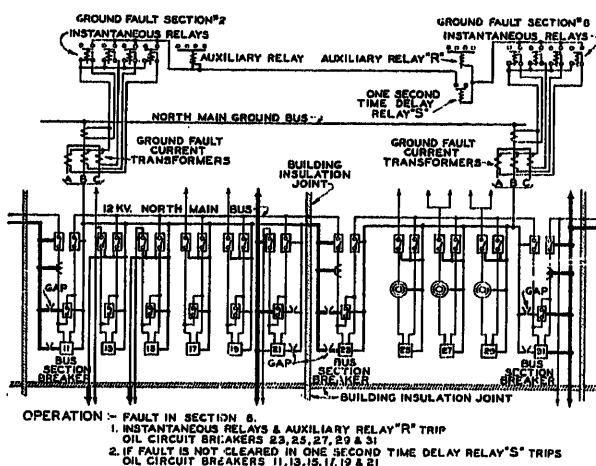 GROUND FAULT SECTION #2
INSTANTANEOUS RELAYS
AUXILIARY RELAY
AUXILIARY RELAY "R"
GROUND FAULT SECTION #6
INSTANTANEOUS RELAYS
ONE SECOND
TIME DELAY
RELAY "S"
NORTH MAIN GROUND BUS
GROUND FAULT
CURRENT
TRANSFORMERS
GROUND FAULT
CURRENT
TRANSFORMERS
A B C
A B C
BUILDING
INSULATION
JOINT
12 KV. NORTH MAIN BUS
GAP
GAP
GAP
GAP
11
13
15
17
19
21
23
25
27
29
31
BUS
SECTION
BREAKER
BUS
SECTION
BREAKER
BUS
SECTION
BREAKER
BUILDING INSULATION JOINT
OPERATION :- FAULT IN SECTION 6.
1. INSTANTANEOUS RELAYS & AUXILIARY RELAY "R" TRIP
OIL CIRCUIT BREAKERS 23, 25, 27, 29 & 31
2. IF FAULT IS NOT CLEARED IN ONE SECOND TIME DELAY RELAY "S" TRIPS
OIL CIRCUIT BREAKERS 11, 13, 15, 17, 19 & 21